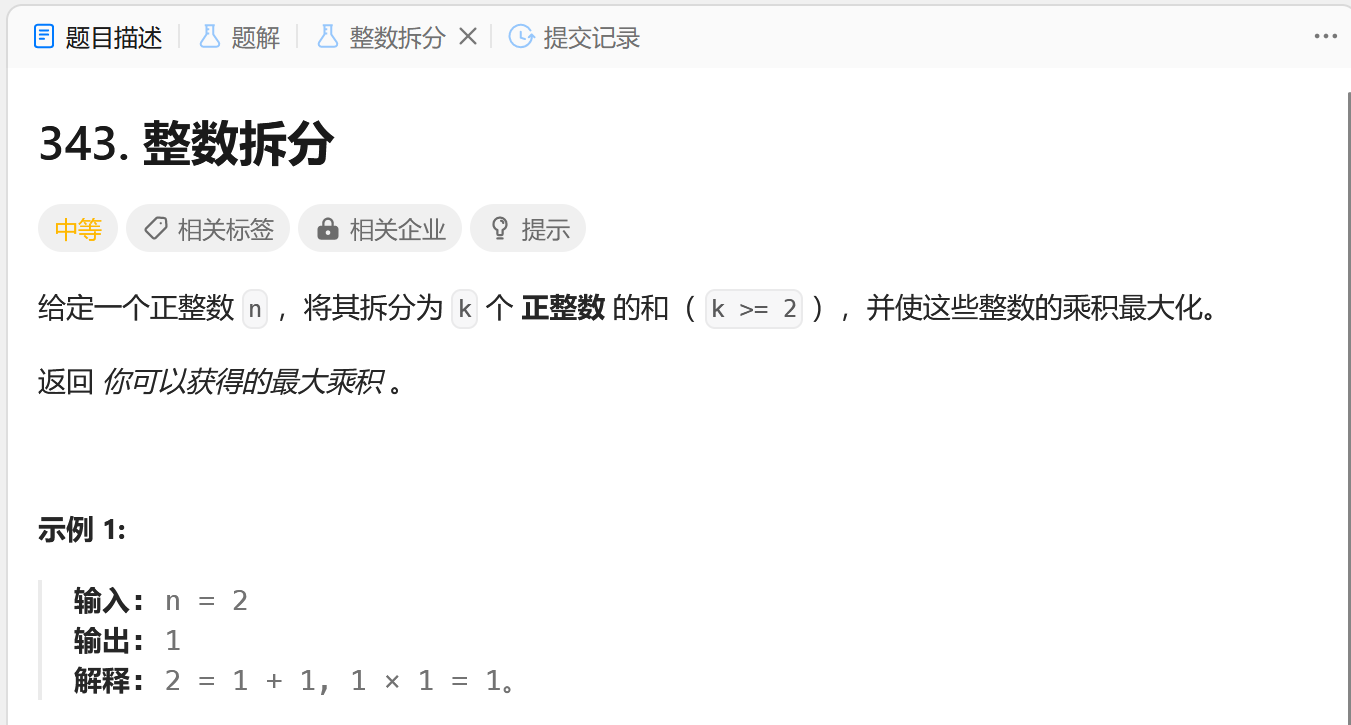 题目描述 题解 整数拆分 提交记录
343. 整数拆分
中等 相关标签 相关企业 提示
给定一个正整数 n ，将其拆分为 k 个 正整数 的和（ k >= 2 ），并使这些整数的乘积最大化。
返回 你可以获得的最大乘积 。
示例 1:
输入: n = 2
输出: 1
解释: 2 = 1 + 1, 1 × 1 = 1。